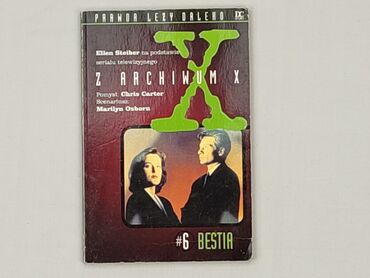 PRAWDA LEŻY DALEKO
Ellen Steiber na podstawie
serialu telewizyjnego
Z ARCHIWUM X
Pomysł: Chris Carter
Scenariusz:
Marilyn Osborn
X
#6 BESTIA